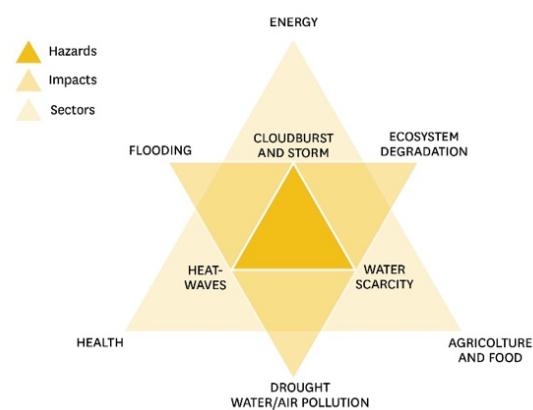 ENERGY
Hazards
Impacts
Sectors
FLOODING
CLOUDBURST
AND STORM
ECOSYSTEM
DEGRADATION
HEAT-
WAVES
WATER
SCARCITY
HEALTH
AGRICOLTURE
AND FOOD
DROUGHT
WATER/AIR POLLUTION